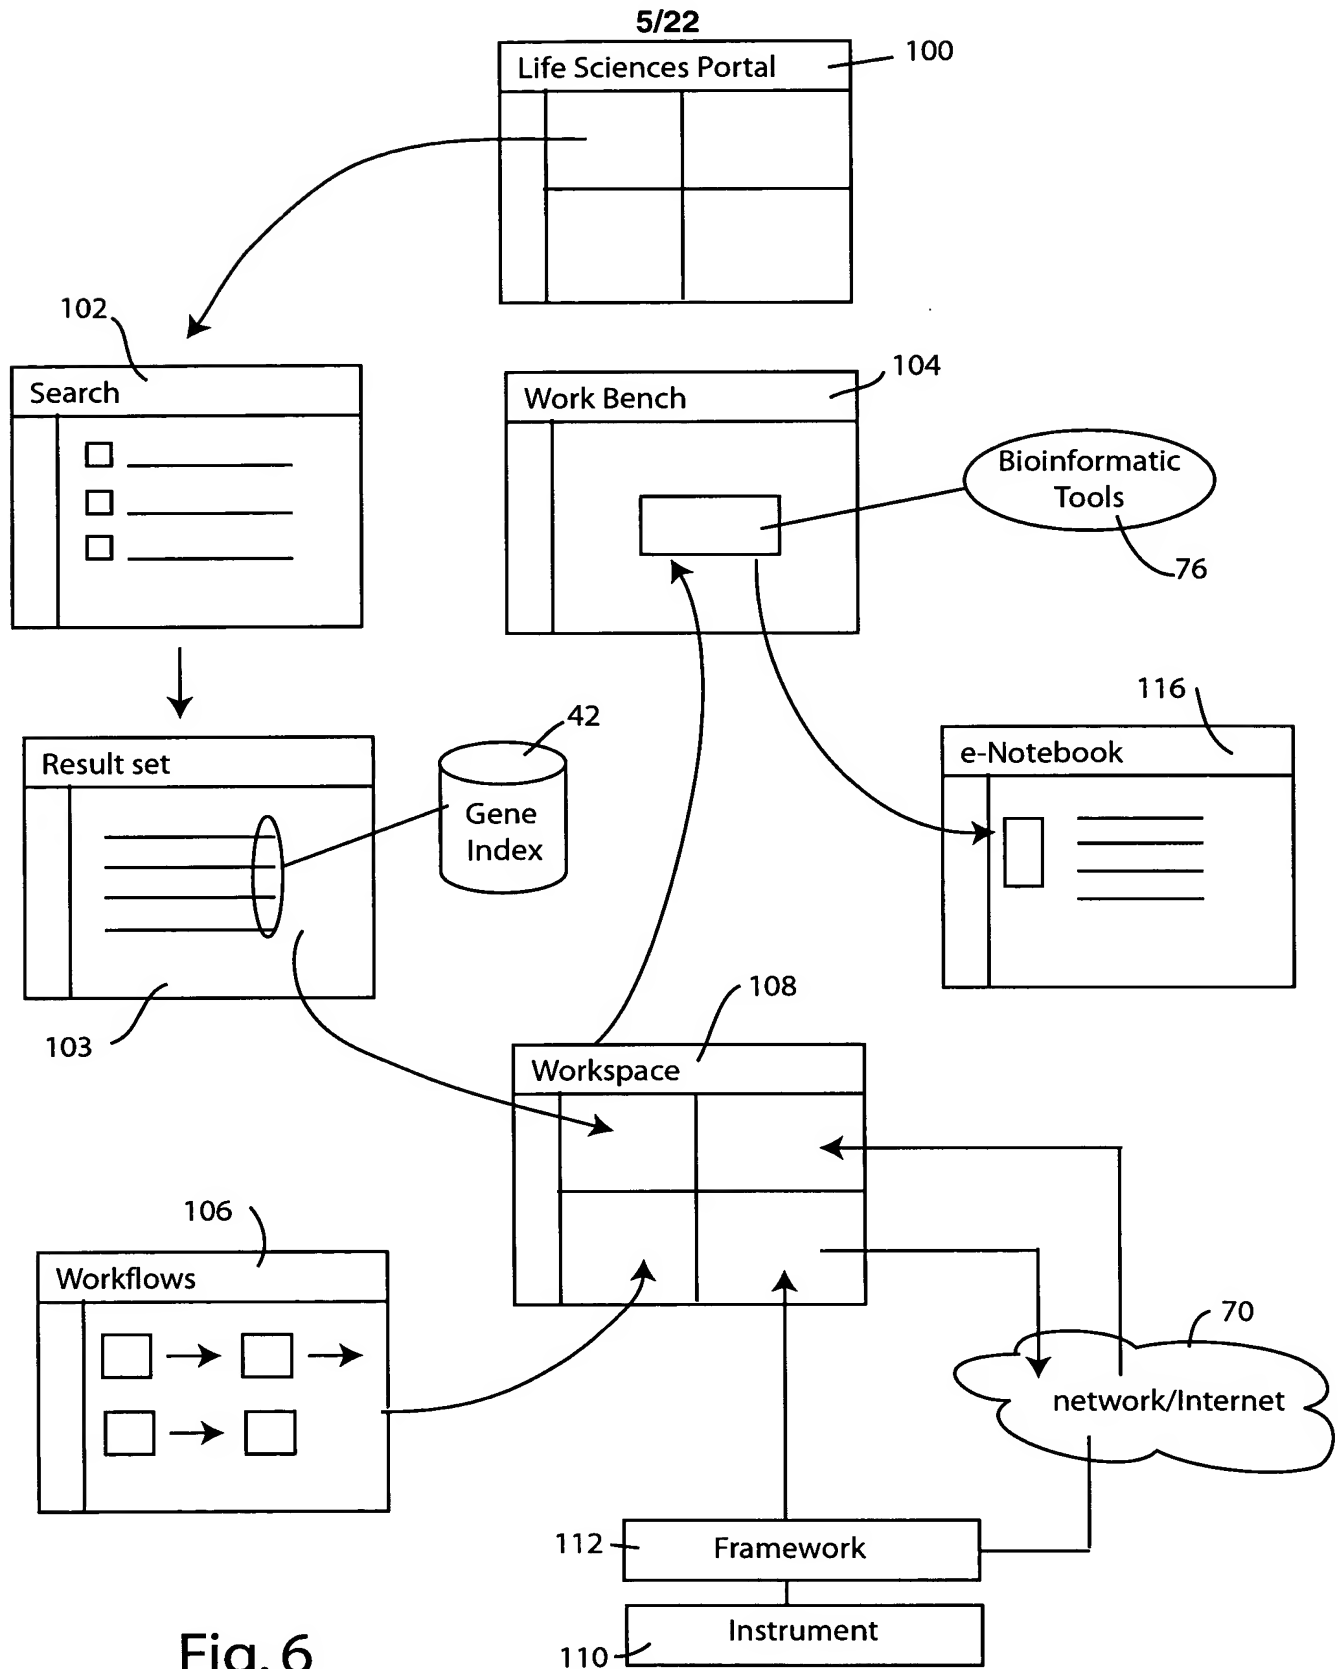 5/22
Life Sciences Portal
100
102
Search
104
Work Bench
Bioinformatic
Tools
76
42
Result set
Gene
Index
116
e-Notebook
103
108
Workspace
106
Workflows
70
network/Internet
112
Framework
Instrument
110
Fig. 6